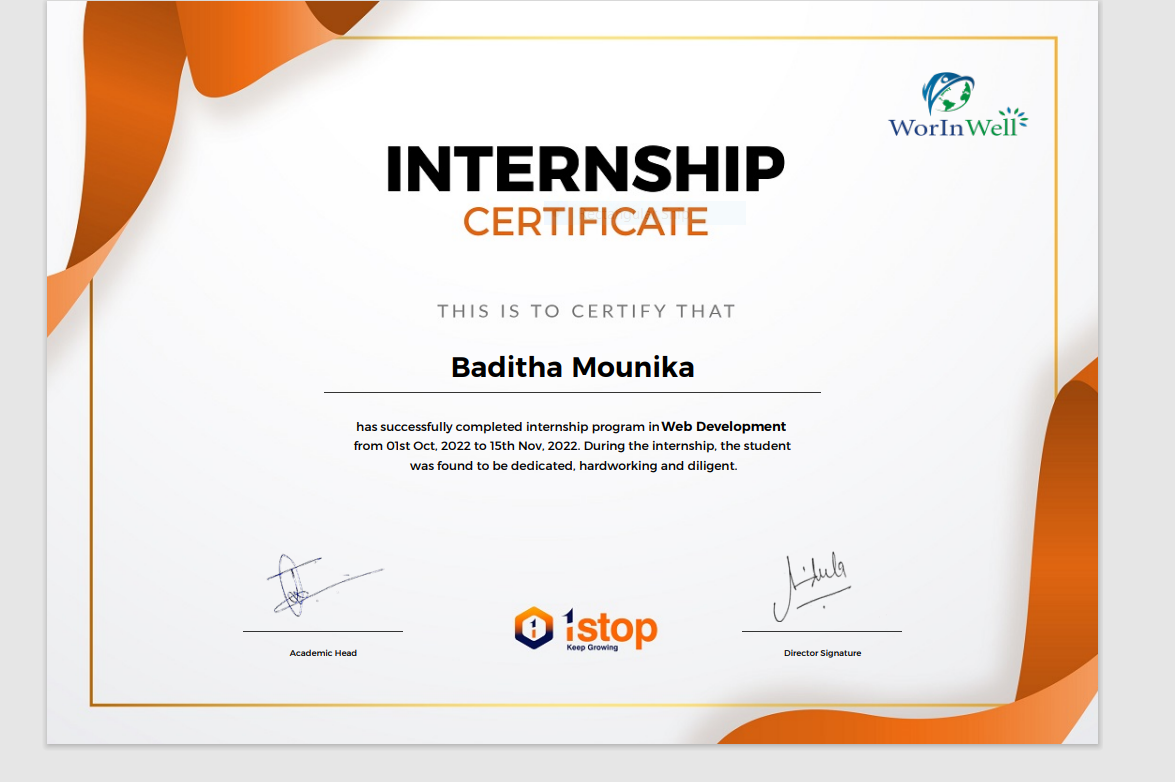 WorInWell
INTERNSHIP
CERTIFICATE
THIS IS TO CERTIFY THAT
Baditha Mounika
has successfully completed internship program in Web Development
from 01st Oct, 2022 to 15th Nov, 2022. During the internship, the student
was found to be dedicated, hardworking and diligent.
1stop
Keep Growing
Academic Head
Director Signature